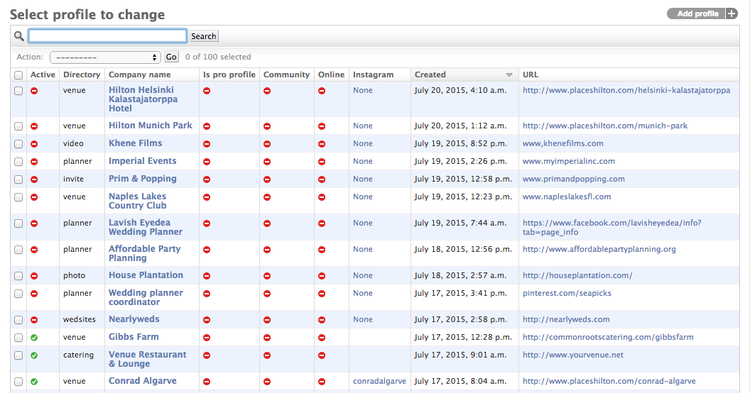 Select profile to change
Add profile +
Search
Action: --------- Go 0 of 100 selected
Active Directory Company name Is pro profile Community Online Instagram Created URL
venue Hilton Helsinki Kalastajatorppa Hotel None July 20, 2015, 4:10 a.m. http://www.placeshilton.com/helsinki-kalastajatorppa
venue Hilton Munich Park None July 20, 2015, 1:12 a.m. http://www.placeshilton.com/munich-park
video Khene Films None July 19, 2015, 8:52 p.m. www,khenefilms.com
planner Imperial Events None July 19, 2015, 2:26 p.m. www.myimperialinc.com
invite Prim & Popping None July 19, 2015, 12:58 p.m. www.primandpopping.com
venue Naples Lakes Country Club None July 19, 2015, 12:23 p.m. www.napleslakesfl.com
planner Lavish Eyedea Wedding Planner None July 19, 2015, 7:44 a.m. https://www.facebook.com/lavisheyedea/info?tab=page_info
planner Affordable Party Planning None July 18, 2015, 12:56 p.m. http://www.affordablepartyplanning.org
photo House Plantation None July 18, 2015, 2:57 a.m. http://houseplantation.com/
planner Wedding planner coordinator None July 17, 2015, 3:41 p.m. pinterest.com/seapicks
wedsites Nearlyweds None July 17, 2015, 2:58 p.m. http://nearlyweds.com
venue Gibbs Farm July 17, 2015, 12:28 p.m. http://commonrootscatering.com/gibbsfarm
catering Venue Restaurant & Lounge July 17, 2015, 9:01 a.m. http://www.yourvenue.net
venue Conrad Algarve conradalgarve July 17, 2015, 8:04 a.m. http://www.placeshilton.com/conrad-algarve